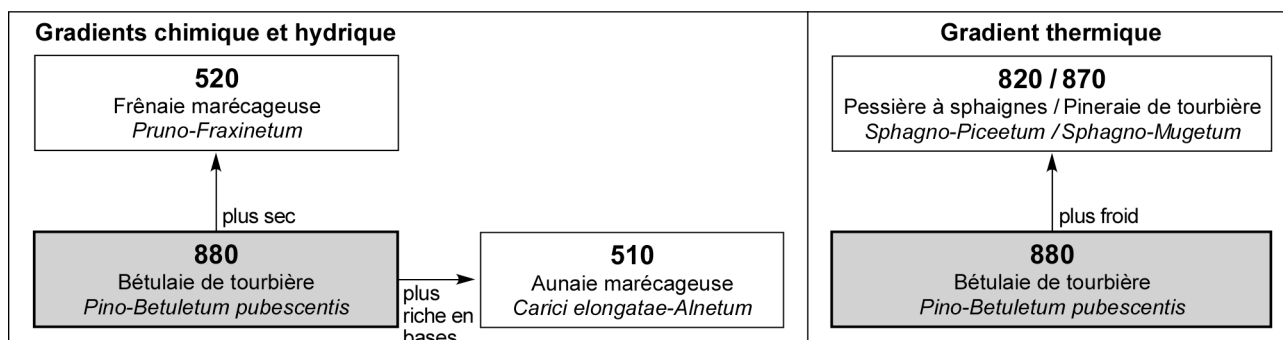 Gradients chimique et hydrique
520
Frênaie marécageuse
Pruno-Fraxinetum
plus sec
880
Bétulaie de tourbière
Pino-Betuletum pubescentis
plus
riche en
bases
510
Aunaie marécageuse
Carici elongatae-Alnetum
Gradient thermique
820 / 870
Pessière à sphaignes / Pineraie de tourbière
Sphagno-Piceetum / Sphagno-Mugetum
plus froid
880
Bétulaie de tourbière
Pino-Betuletum pubescentis